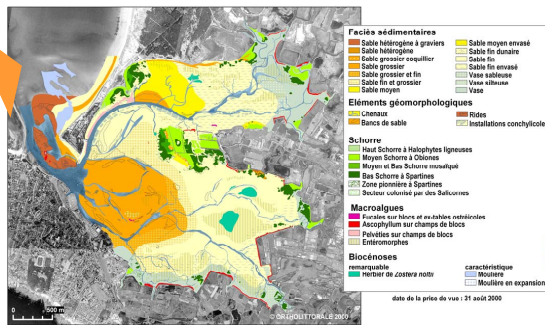 Faciès sédimentaires
Sable hétérogène à graviers
Sable hétérogène
Sable grossier coquillier
Sable grossier
Sable grossier et fin
Sable fin et grossier
Sable moyen
Sable moyen envasé
Sable fin dunaire
Sable fin
Sable fin envasé
Vase sableuse
Vase silteuse
Vase
Eléments géomorphologiques
Chenaux
Bancs de sable
Rides
Installations conchylicole
Schorre
Haut Schorre à Halophytes ligneuses
Moyen Schorre à Obiones
Moyen et Bas Schorre mosaïqué
Bas Schorre à Spartines
Zone pionnière à Spartines
Secteur colonisé par des Salicornes
Macroalgues
Fucales sur blocs et ex-tables ostréicoles
Ascophyllum sur champs de blocs
Pelvéties sur champs de blocs
Entéromorphes
Biocénoses
remarquable
Herbier de Zostera noltii
caractéristique
Moulière
Moulière en expansion
date de la prise de vue : 31 août 2000
0 500 m
©ORTHOLITTORALE 2000